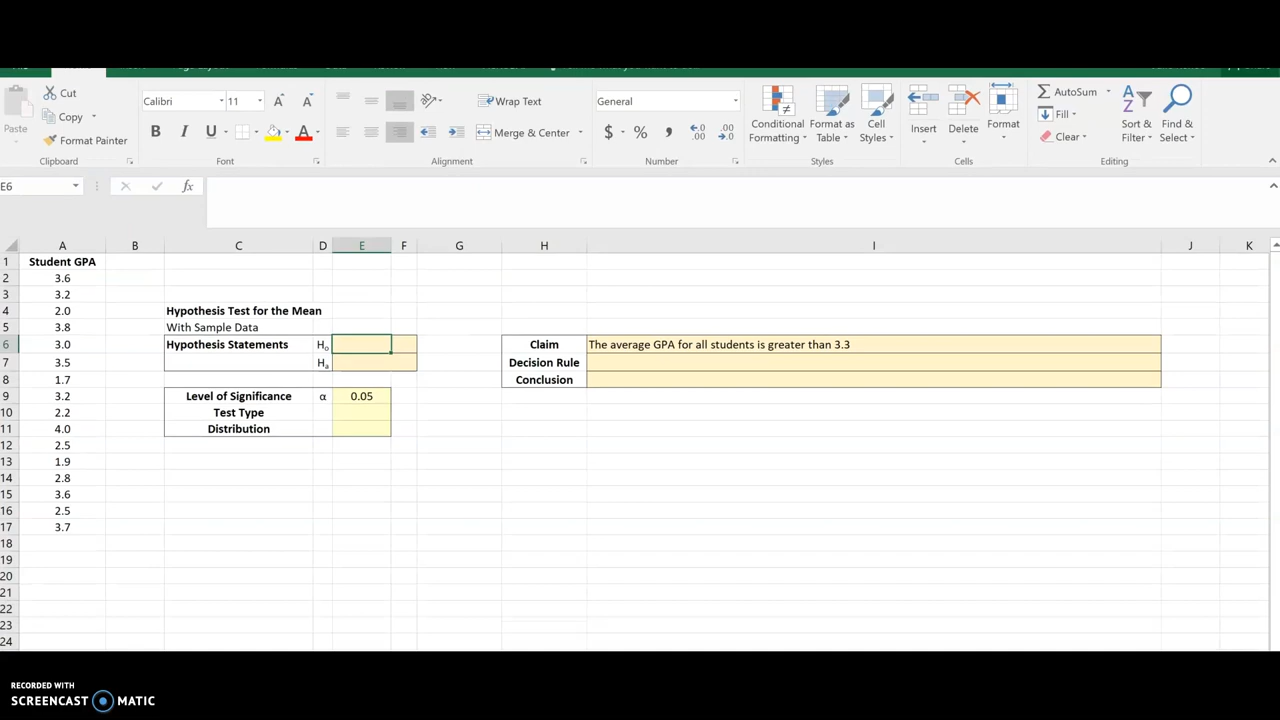 Cut
Copy
Format Painter
Paste
Clipboard
Calibri
11
B I U
A
Font
Wrap Text
Merge & Center
Alignment
General
$ % ,
Number
Conditional Formatting
Format as Table
Cell Styles
Styles
Insert
Delete
Format
Cells
AutoSum
Fill
Clear
Sort & Filter
Find & Select
Editing
E6
fx
A B C D E F G H I J K
1 Student GPA
2 3.6
3 3.2
4 2.0 Hypothesis Test for the Mean
5 3.8 With Sample Data
6 3.0 Hypothesis Statements Ho Claim The average GPA for all students is greater than 3.3
7 3.5 Ha Decision Rule
8 1.7 Conclusion
9 3.2 Level of Significance α 0.05
10 2.2 Test Type
11 4.0 Distribution
12 2.5
13 1.9
14 2.8
15 3.6
16 2.5
17 3.7
18
19
20
21
22
23
24
RECORDED WITH
SCREENCAST MATIC